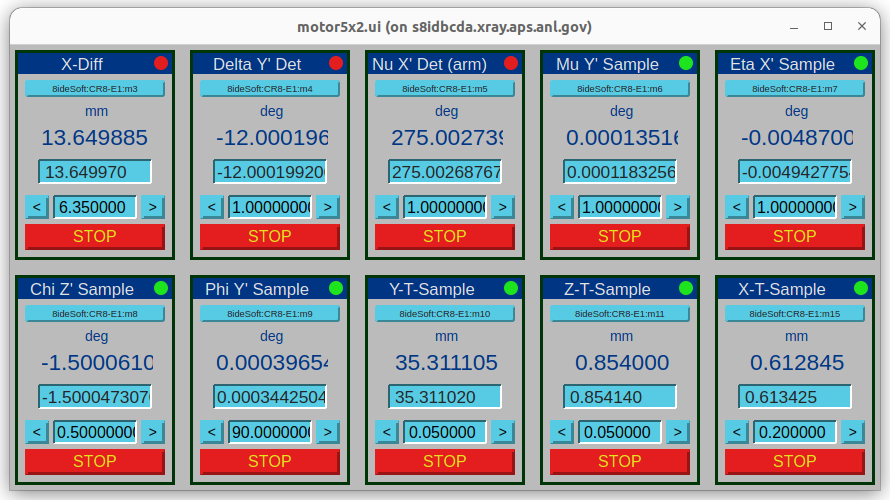 motor5x2.ui (on s8idbcda.xray.aps.anl.gov)
X-Diff
8ideSoft:CR8-E1:m3
mm
13.649885
13.649970
< 6.350000 >
STOP
Delta Y' Det
8ideSoft:CR8-E1:m4
deg
-12.000196
-12.00019920
< 1.00000000 >
STOP
Nu X' Det (arm)
8ideSoft:CR8-E1:m5
deg
275.002739
275.00268767
< 1.00000000 >
STOP
Mu Y' Sample
8ideSoft:CR8-E1:m6
deg
0.00013516
0.0001183256
< 1.00000000 >
STOP
Eta X' Sample
8ideSoft:CR8-E1:m7
deg
-0.0048700
-0.004942775
< 1.00000000 >
STOP
Chi Z' Sample
8ideSoft:CR8-E1:m8
deg
-1.5000610
-1.500047307
< 0.50000000 >
STOP
Phi Y' Sample
8ideSoft:CR8-E1:m9
deg
0.00039654
0.0003442504
< 90.0000000 >
STOP
Y-T-Sample
8ideSoft:CR8-E1:m10
mm
35.311105
35.311020
< 0.050000 >
STOP
Z-T-Sample
8ideSoft:CR8-E1:m11
mm
0.854000
0.854140
< 0.050000 >
STOP
X-T-Sample
8ideSoft:CR8-E1:m15
mm
0.612845
0.613425
< 0.200000 >
STOP